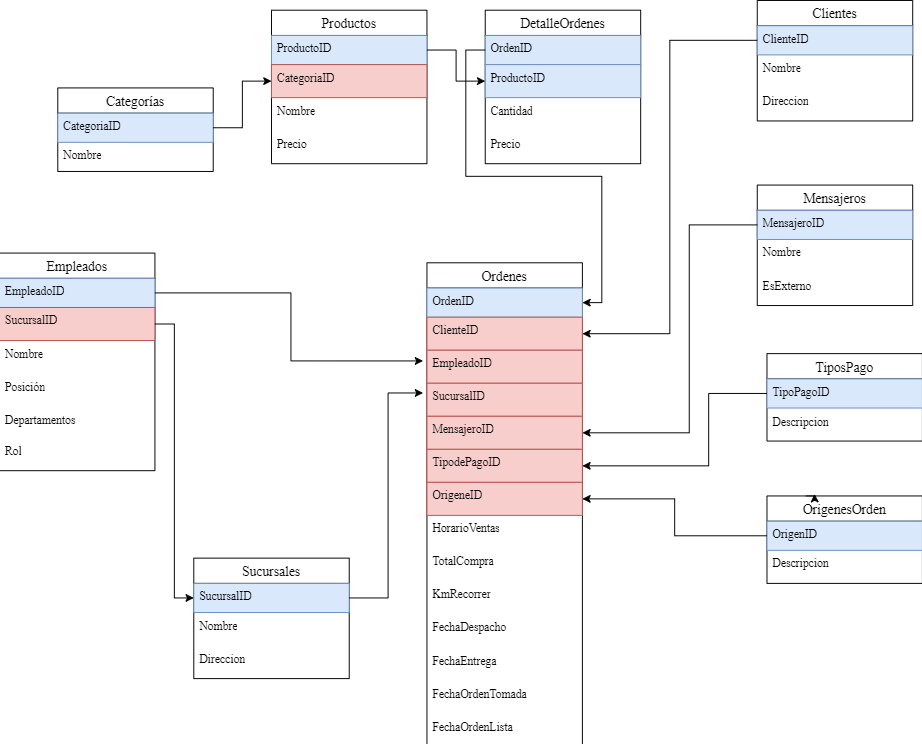 Productos
ProductoID
CategoriaID
Nombre
Precio
DetalleOrdenes
OrdenID
ProductoID
Cantidad
Precio
Clientes
ClienteID
Nombre
Direccion
Categorías
CategoriaID
Nombre
Mensajeros
MensajeroID
Nombre
EsExterno
Empleados
EmpleadoID
SucursalID
Nombre
Posición
Departamentos
Rol
Ordenes
OrdenID
ClienteID
EmpleadoID
SucursalID
MensajeroID
TipodePagoID
OrigeneID
HorarioVentas
TotalCompra
KmRecorrer
FechaDespacho
FechaEntrega
FechaOrdenTomada
FechaOrdenLista
TiposPago
TipoPagoID
Descripcion
OrigenesOrden
OrigenID
Descripcion
Sucursales
SucursalID
Nombre
Direccion